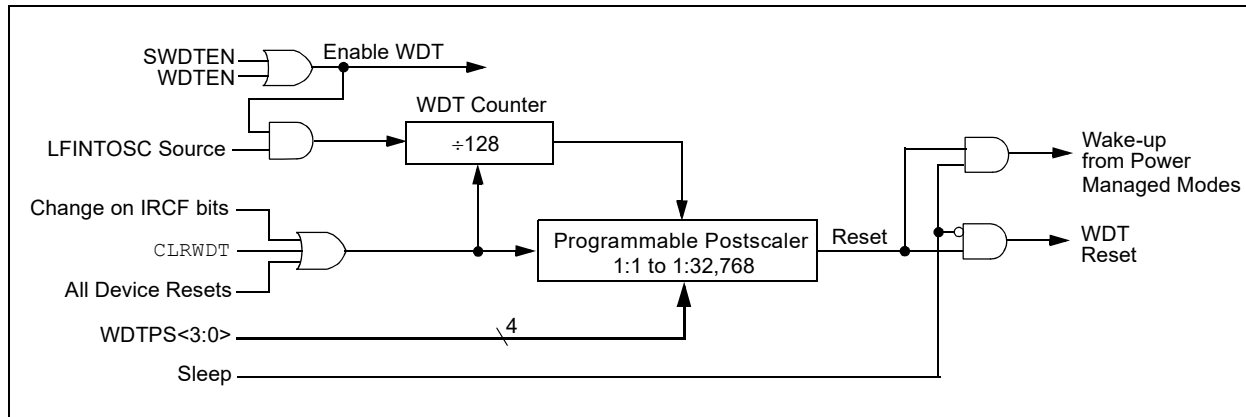 SWDTEN
WDTEN
Enable WDT
WDT Counter
÷128
LFINTOSC Source
Wake-up
from Power
Managed Modes
Change on IRCF bits
CLRWDT
All Device Resets
Programmable Postscaler
1:1 to 1:32,768
Reset
WDT
Reset
WDTPS<3:0>
4
Sleep